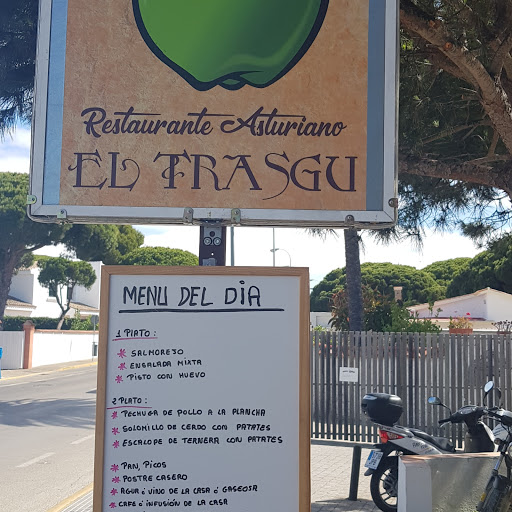 Restaurante Asturiano
EL TRASGU
MENU DEL DIA
1 PLATO:
* SALMOREJO
* ENSALADA MIXTA
* PISTO CON HUEVO
2 PLATO:
* PECHUGA DE POLLO A LA PLANCHA
* SOLOMILLO DE CERDO CON PATATES
* ESCALOPE DE TERNERA CON PATATES
* PAN, PICOS
* POSTRE CASERO
* AGUA ó VINO DE LA CASA ó GASEOSA
* CAFE ó INFUSIÓN DE LA CASA